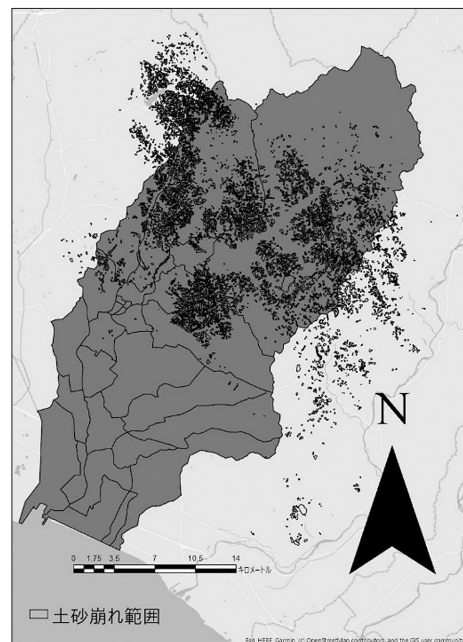 N
0 1.75 3.5 7 10.5 14
キロメートル
土砂崩れ範囲
Esri, HERE, Garmin, (c) OpenStreetMap contributors, and the GIS user community